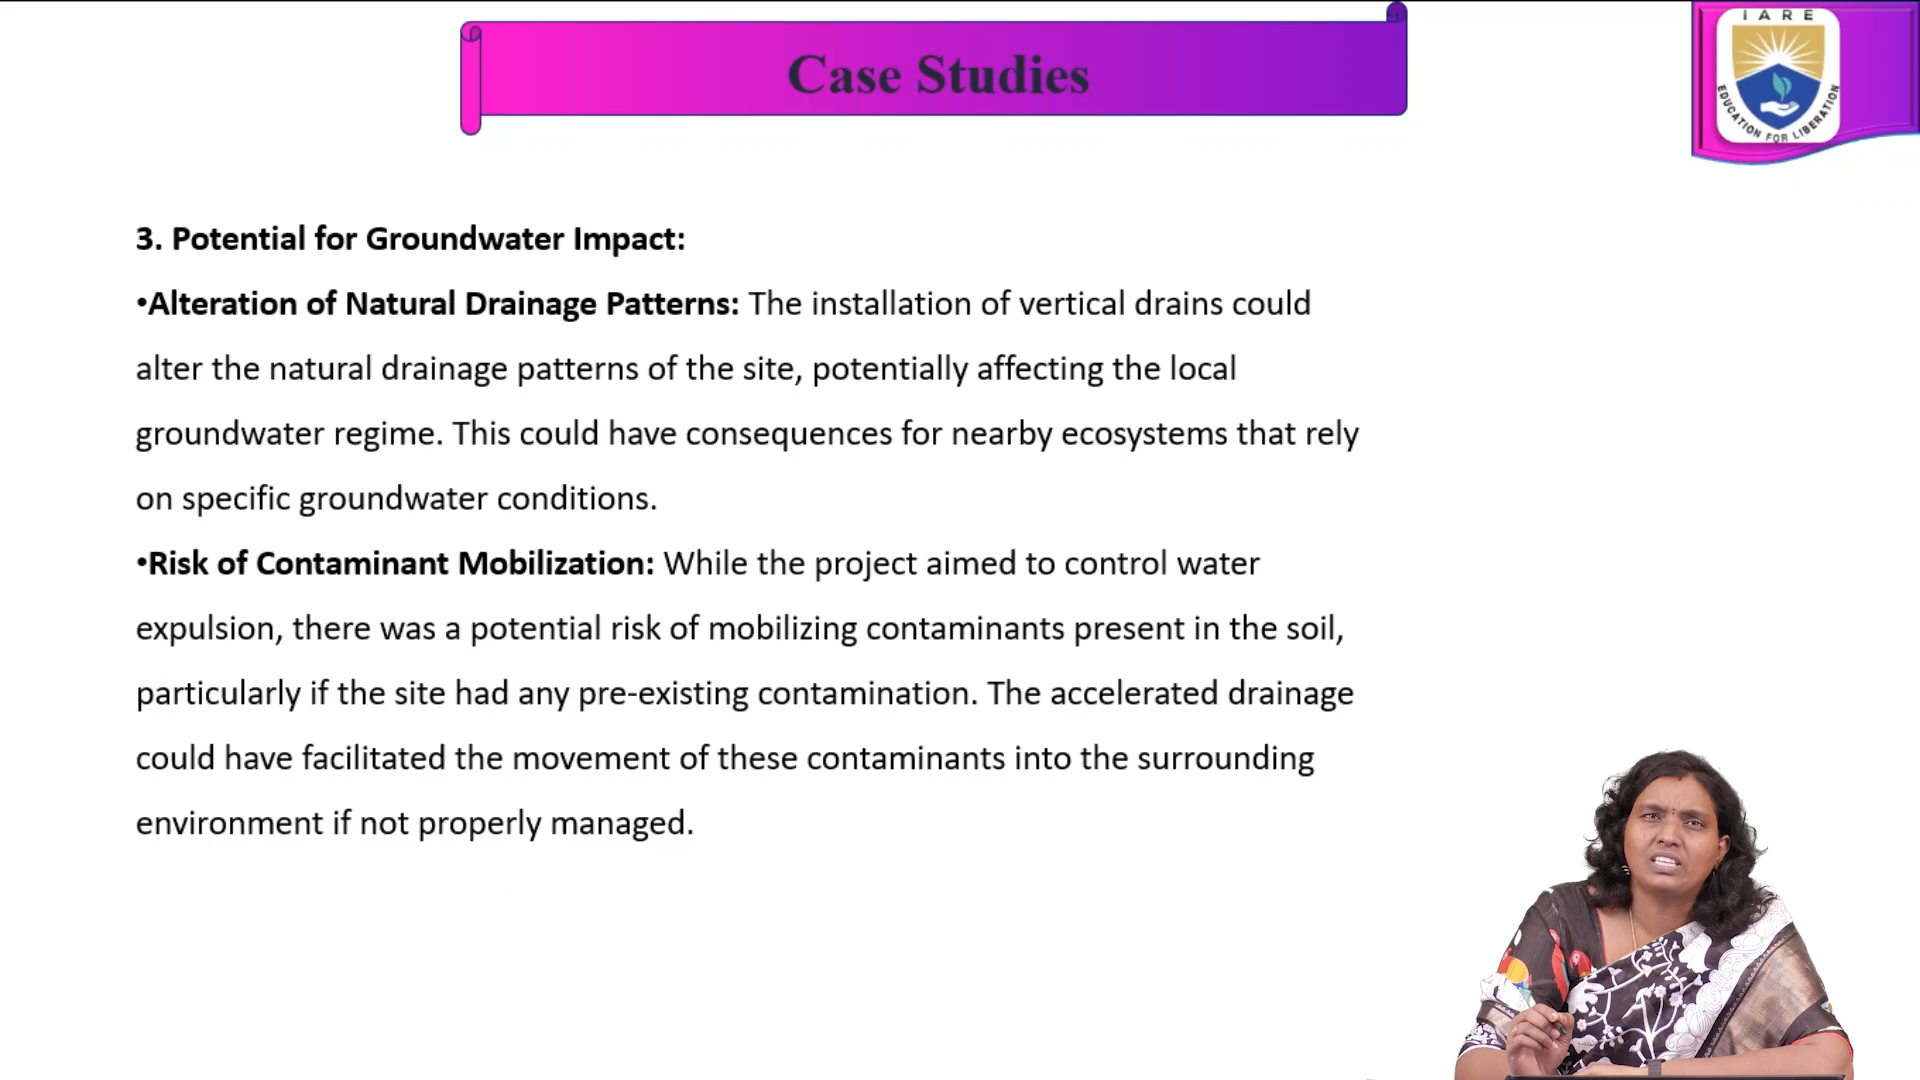 Case Studies
IARE
EDUCATION FOR LIBERATION
3. Potential for Groundwater Impact:
•Alteration of Natural Drainage Patterns: The installation of vertical drains could
alter the natural drainage patterns of the site, potentially affecting the local
groundwater regime. This could have consequences for nearby ecosystems that rely
on specific groundwater conditions.
•Risk of Contaminant Mobilization: While the project aimed to control water
expulsion, there was a potential risk of mobilizing contaminants present in the soil,
particularly if the site had any pre-existing contamination. The accelerated drainage
could have facilitated the movement of these contaminants into the surrounding
environment if not properly managed.